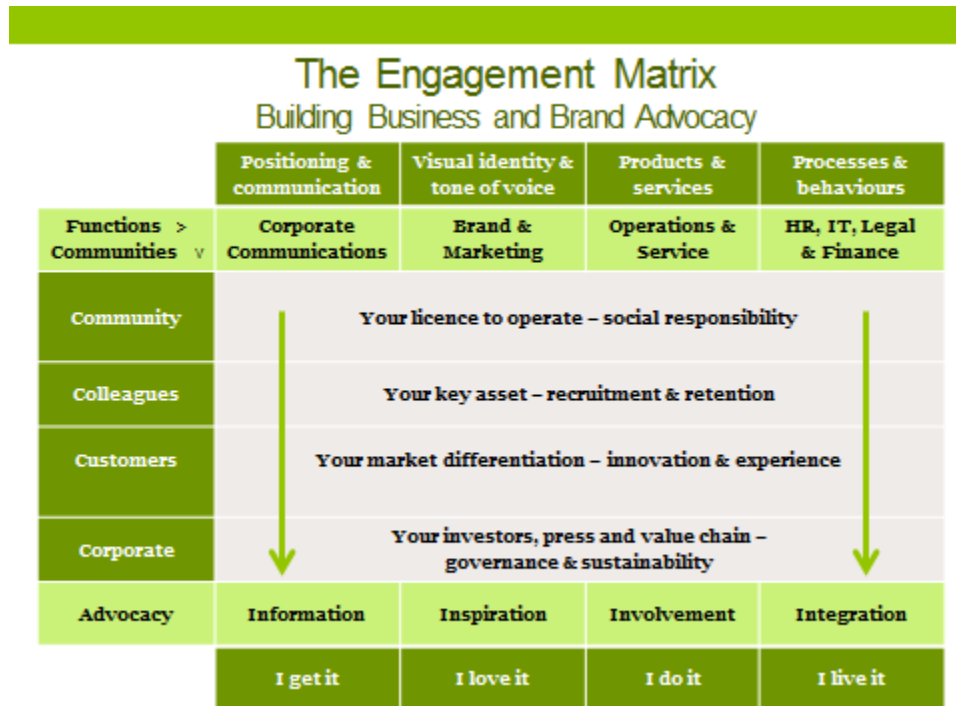 The Engagement Matrix
Building Business and Brand Advocacy
Positioning & communication
Visual identity & tone of voice
Products & services
Processes & behaviours
Functions >
Communities v
Corporate Communications
Brand & Marketing
Operations & Service
HR, IT, Legal & Finance
Community
Your licence to operate – social responsibility
Colleagues
Your key asset – recruitment & retention
Customers
Your market differentiation – innovation & experience
Corporate
Your investors, press and value chain –
governance & sustainability
Advocacy
Information
Inspiration
Involvement
Integration
I get it
I love it
I do it
I live it